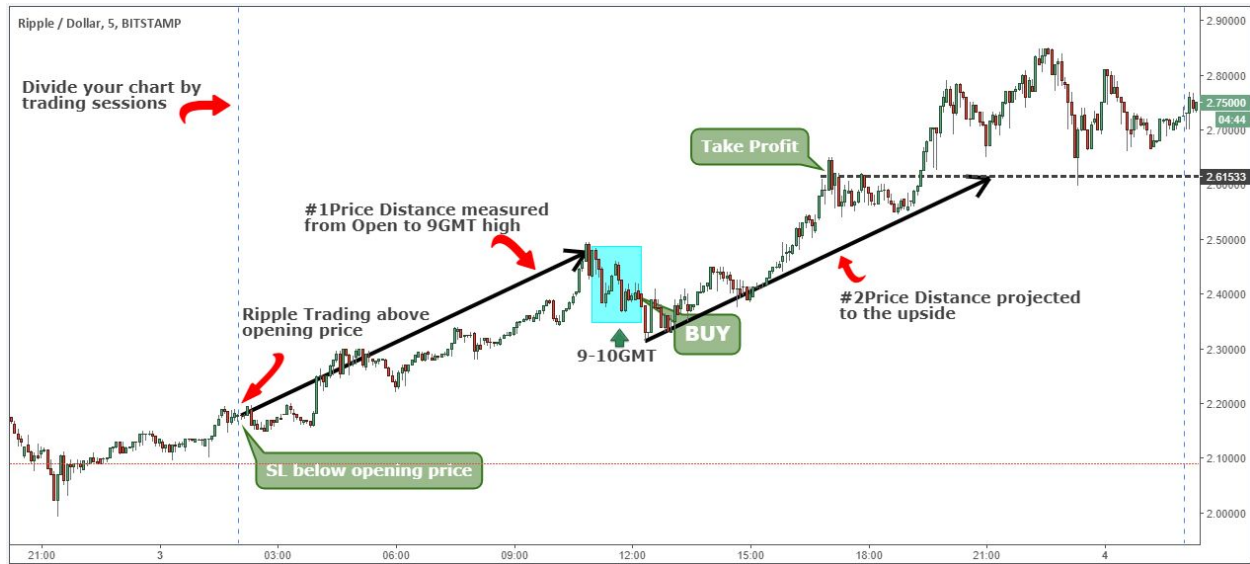 Ripple / Dollar, 5, BITSTAMP
Divide your chart by
trading sessions
#1Price Distance measured
from Open to 9GMT high
Ripple Trading above
opening price
SL below opening price
9-10GMT
BUY
Take Profit
#2Price Distance projected
to the upside
2.90000
2.80000
2.75000
04:44
2.70000
2.61533
2.60000
2.50000
2.40000
2.30000
2.20000
2.10000
2.00000
21:00
3
03:00
06:00
09:00
12:00
15:00
18:00
21:00
4